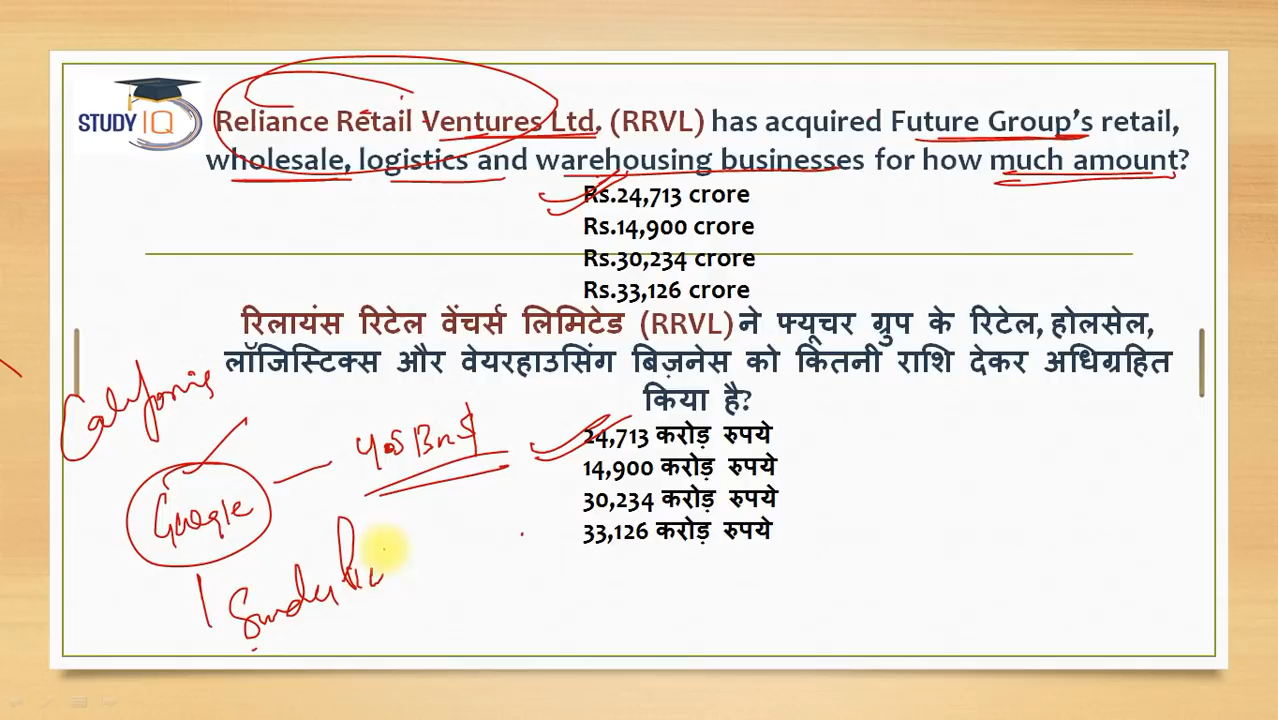 STUDY IQ
Reliance Retail Ventures Ltd. (RRVL) has acquired Future Group's retail,
wholesale, logistics and warehousing businesses for how much amount?
Rs.24,713 crore
Rs.14,900 crore
Rs.30,234 crore
Rs.33,126 crore
रिलायंस रिटेल वेंचर्स लिमिटेड (RRVL) ने फ्यूचर ग्रुप के रिटेल, होलसेल,
लॉजिस्टिक्स और वेयरहाउसिंग बिज़नेस को कितनी राशि देकर अधिग्रहित
किया है?
24,713 करोड़ रुपये
14,900 करोड़ रुपये
30,234 करोड़ रुपये
33,126 करोड़ रुपये
Google